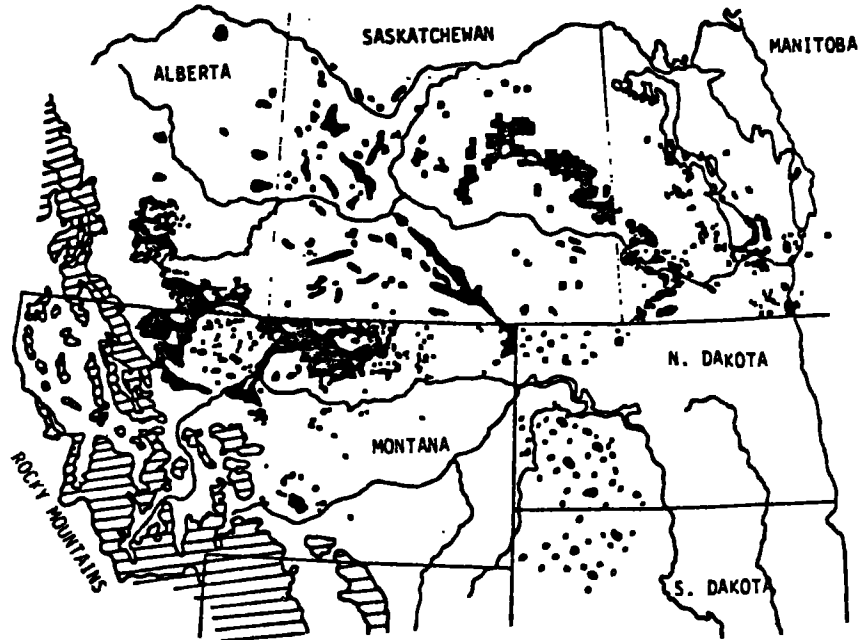 SASKATCHEWAN
MANITOBA
ALBERTA
N. DAKOTA
MONTANA
ROCKY MOUNTAINS
S. DAKOTA